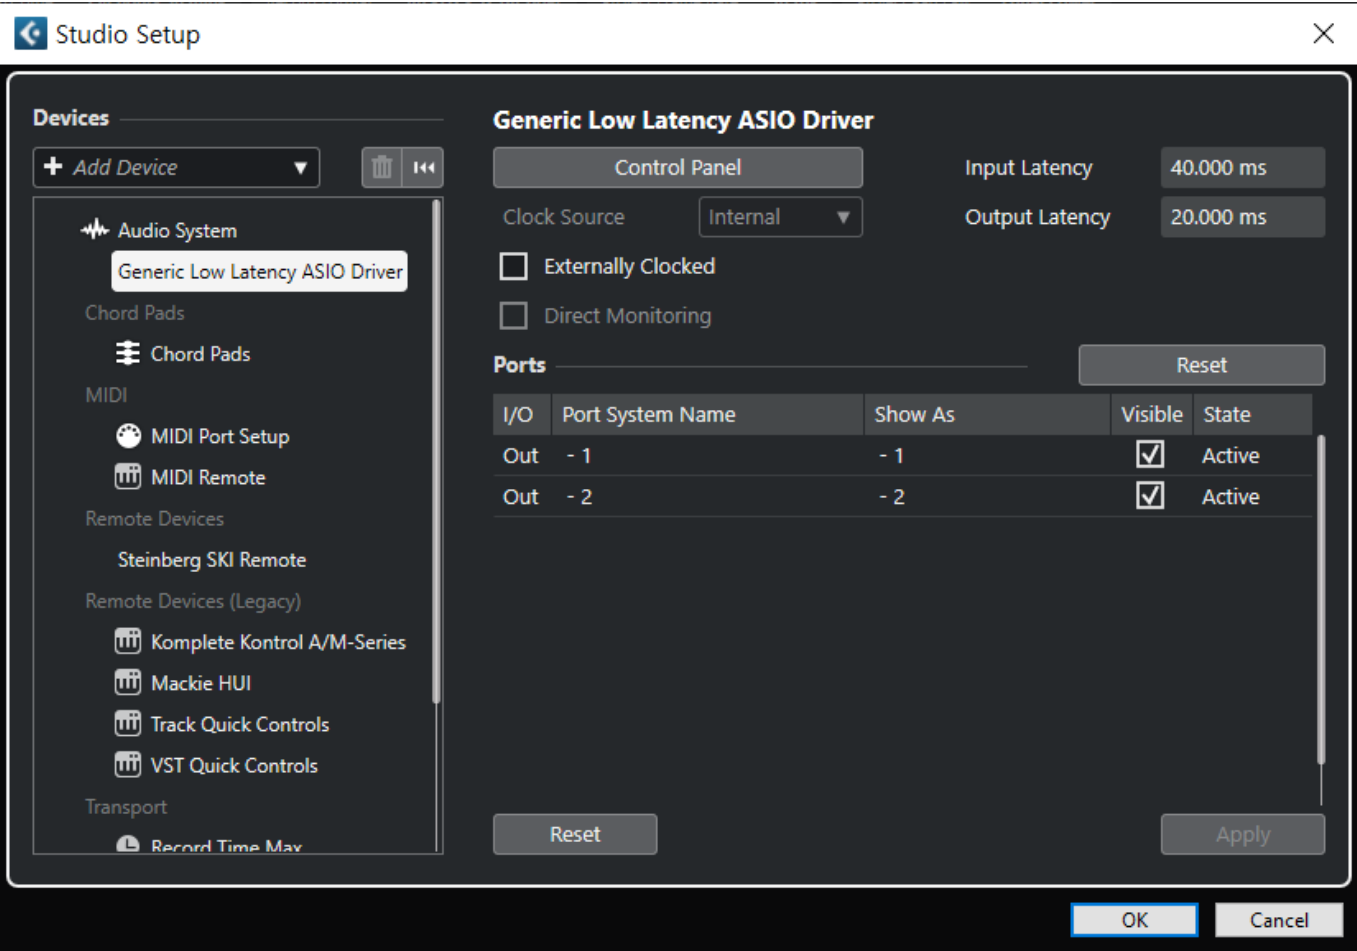 Studio Setup
Devices
Add Device
Audio System
Generic Low Latency ASIO Driver
Chord Pads
Chord Pads
MIDI
MIDI Port Setup
MIDI Remote
Remote Devices
Steinberg SKI Remote
Remote Devices (Legacy)
Komplete Kontrol A/M-Series
Mackie HUI
Track Quick Controls
VST Quick Controls
Transport
Record Time Max
Generic Low Latency ASIO Driver
Control Panel
Input Latency 40.000 ms
Clock Source Internal
Output Latency 20.000 ms
Externally Clocked
Direct Monitoring
Ports
Reset
I/O Port System Name Show As Visible State
Out - 1 - 1 Active
Out - 2 - 2 Active
Reset
Apply
OK
Cancel